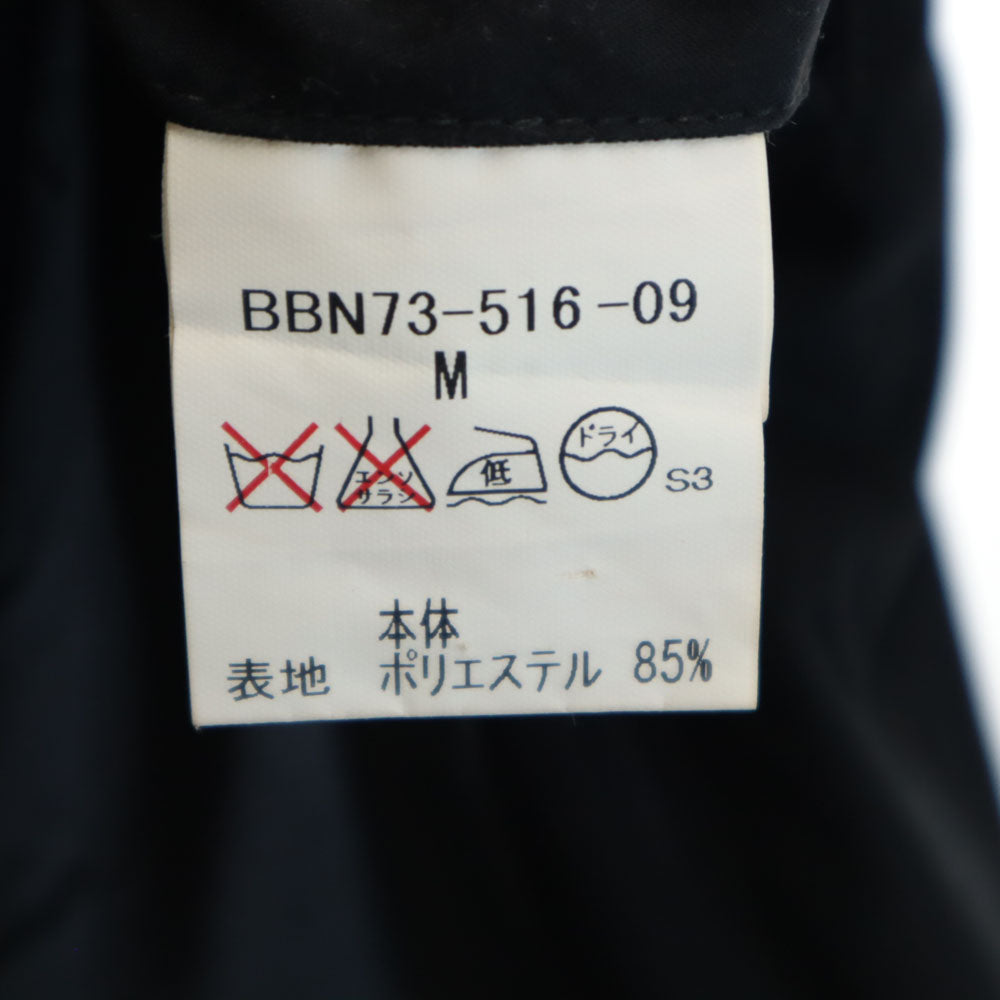 BBN73-516-09
M
エンソ
サラシ
低
ドライ
S3
本体
表地 ポリエステル 85%